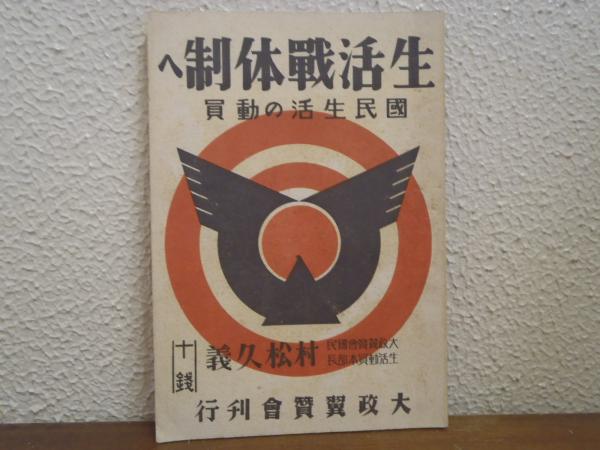 生活戰体制へ
國民生活の動員
大政翼贊會國民
生活動員本部長
村松久義
十錢
大政翼贊會刊行